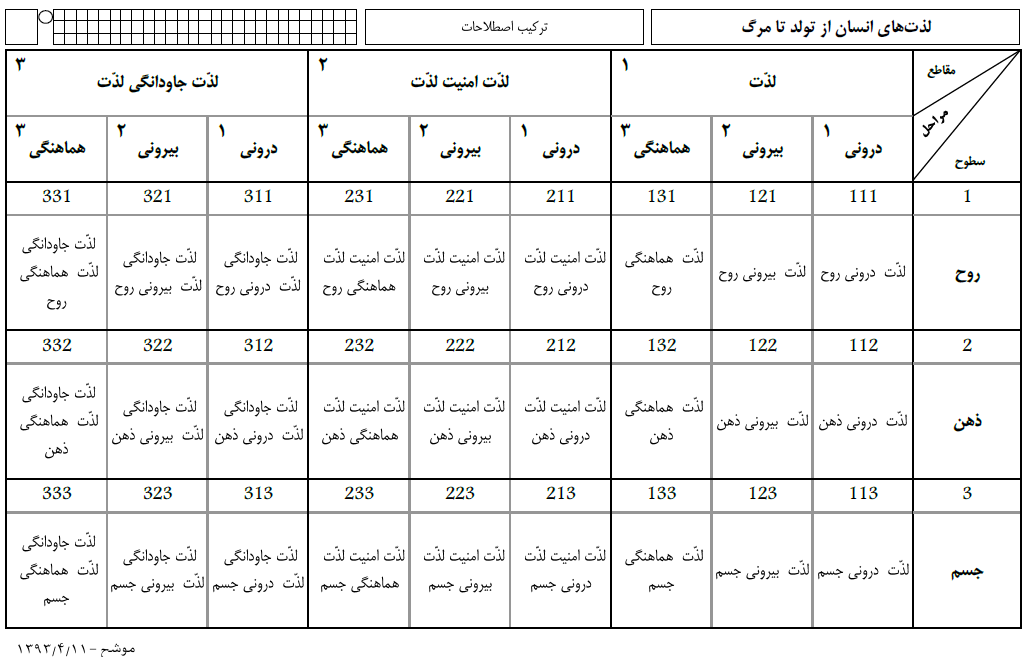 لذت‌های انسان از تولد تا مرگ
ترکیب اصطلاحات
مقاطع
مراحل
سطوح
۱
لذّت
۲
لذّت امنیت لذّت
۳
لذّت جاودانگی لذّت
۱
درونی
۲
بیرونی
۳
هماهنگی
۱
درونی
۲
بیرونی
۳
هماهنگی
۱
درونی
۲
بیرونی
۳
هماهنگی
1 111 121 131 211 221 231 311 321 331
روح
لذّت درونی روح
لذّت بیرونی روح
لذّت هماهنگی
روح
لذّت امنیت لذّت
درونی روح
لذّت امنیت لذّت
بیرونی روح
لذّت امنیت لذّت
هماهنگی روح
لذّت جاودانگی
لذّت درونی روح
لذّت جاودانگی
لذّت بیرونی روح
لذّت جاودانگی
لذّت هماهنگی
روح
2 112 122 132 212 222 232 312 322 332
ذهن
لذّت درونی ذهن
لذّت بیرونی ذهن
لذّت هماهنگی
ذهن
لذّت امنیت لذّت
درونی ذهن
لذّت امنیت لذّت
بیرونی ذهن
لذّت امنیت لذّت
هماهنگی ذهن
لذّت جاودانگی
لذّت درونی ذهن
لذّت جاودانگی
لذّت بیرونی ذهن
لذّت جاودانگی
لذّت هماهنگی
ذهن
3 113 123 133 213 223 233 313 323 333
جسم
لذّت درونی جسم
لذّت بیرونی جسم
لذّت هماهنگی
جسم
لذّت امنیت لذّت
درونی جسم
لذّت امنیت لذّت
بیرونی جسم
لذّت امنیت لذّت
هماهنگی جسم
لذّت جاودانگی
لذّت درونی جسم
لذّت جاودانگی
لذّت بیرونی جسم
لذّت جاودانگی
لذّت هماهنگی
جسم
موشح - ۱۳۹۳/۴/۱۱